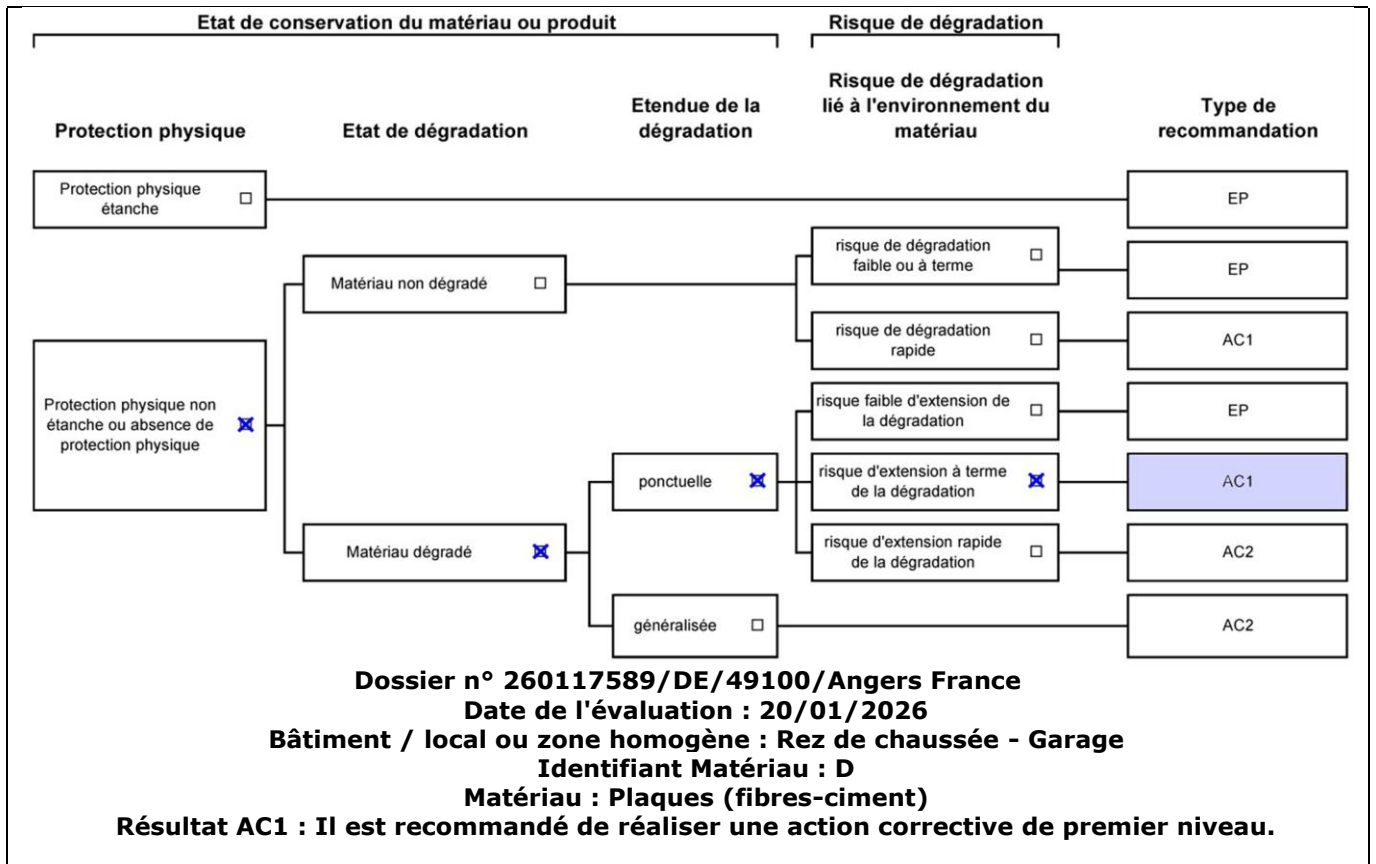 Etat de conservation du matériau ou produit
Risque de dégradation
Protection physique
Etat de dégradation
Etendue de la
dégradation
Risque de dégradation
lié à l'environnement du
matériau
Type de
recommandation
Protection physique
étanche
EP
risque de dégradation
faible ou à terme
EP
Matériau non dégradé
risque de dégradation
rapide
AC1
Protection physique non
étanche ou absence de
protection physique
risque faible d'extension de
la dégradation
EP
ponctuelle
risque d'extension à terme
de la dégradation
AC1
Matériau dégradé
risque d'extension rapide
de la dégradation
AC2
généralisée
AC2
Dossier n° 260117589/DE/49100/Angers France
Date de l'évaluation : 20/01/2026
Bâtiment / local ou zone homogène : Rez de chaussée - Garage
Identifiant Matériau : D
Matériau : Plaques (fibres-ciment)
Résultat AC1 : Il est recommandé de réaliser une action corrective de premier niveau.